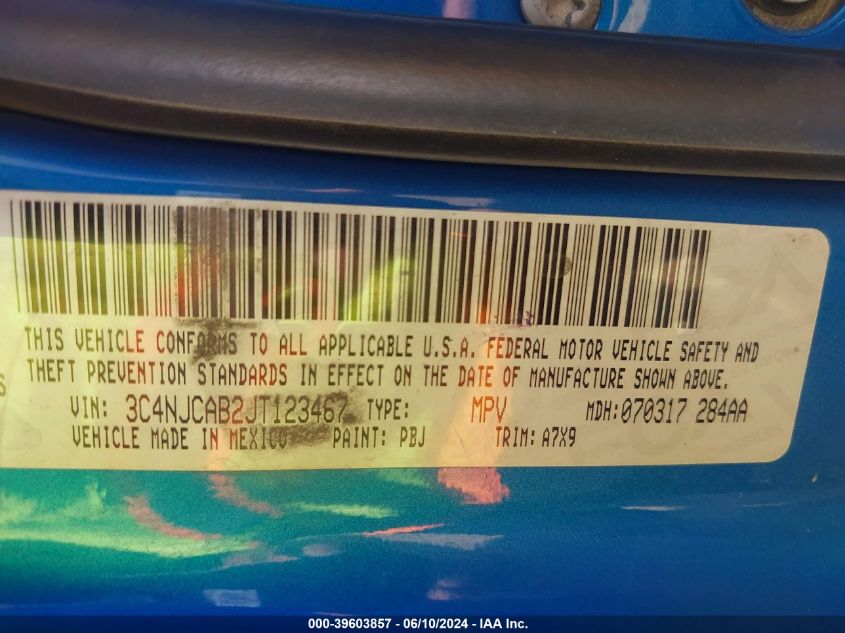 THIS VEHICLE CONFORMS TO ALL APPLICABLE U.S.A. FEDERAL MOTOR VEHICLE SAFETY AND
THEFT PREVENTION STANDARDS IN EFFECT ON THE DATE OF MANUFACTURE SHOWN ABOVE.
VIN: 3C4NJCAB2JT123467 TYPE: MPV MDH:070317 284AA
VEHICLE MADE IN MEXICO PAINT: PBJ TRIM: A7X9
000-39603857 - 06/10/2024 - IAA Inc.